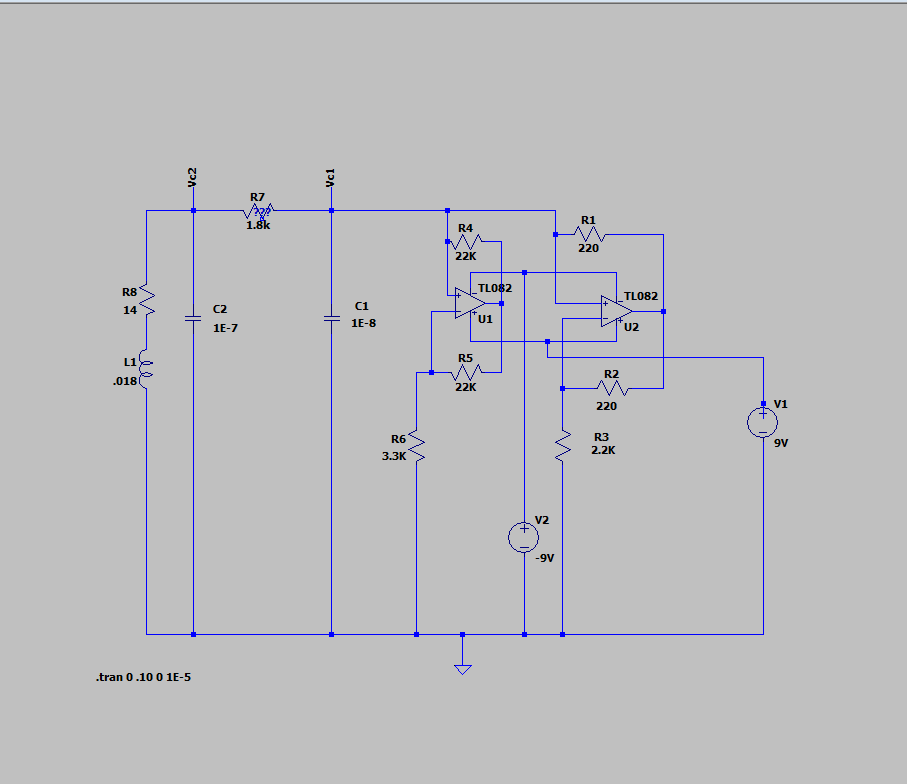 Vc2
Vc1
R7
???
1.8k
R1
220
R4
22K
TL082
U1
TL082
U2
R8
14
C2
1E-7
C1
1E-8
L1
.018
R5
22K
R2
220
V1
9V
R6
3.3K
R3
2.2K
V2
-9V
.tran 0 .10 0 1E-5